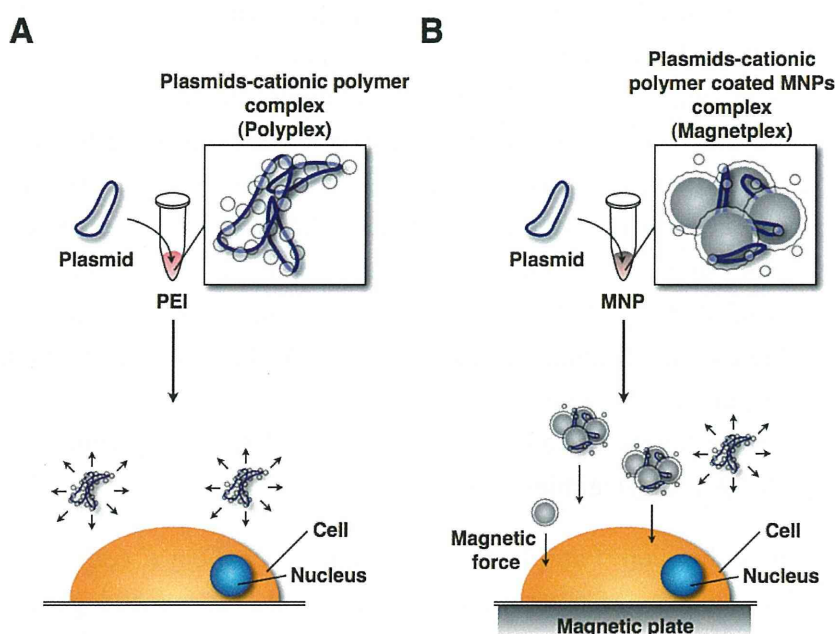 A
Plasmids-cationic polymer
complex
(Polyplex)
Plasmid
PEI
Cell
Nucleus
B
Plasmids-cationic
polymer coated MNPs
complex
(Magnetplex)
Plasmid
MNP
Magnetic
force
Cell
Nucleus
Magnetic plate